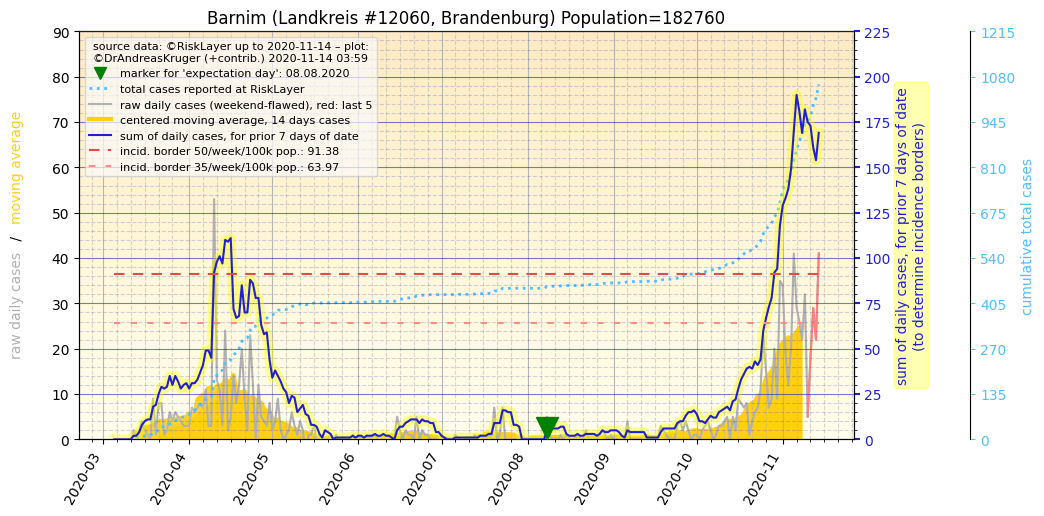 Barnim (Landkreis #12060, Brandenburg) Population=182760
source data: ©RiskLayer up to 2020-11-14 – plot:
©DrAndreasKruger (+contrib.) 2020-11-14 03:59
marker for 'expectation day': 08.08.2020
total cases reported at RiskLayer
raw daily cases (weekend-flawed), red: last 5
centered moving average, 14 days cases
sum of daily cases, for prior 7 days of date
incid. border 50/week/100k pop.: 91.38
incid. border 35/week/100k pop.: 63.97
raw daily cases / moving average
90
80
70
60
50
40
30
20
10
0
2020-03
2020-04
2020-05
2020-06
2020-07
2020-08
2020-09
2020-10
2020-11
225
200
175
150
125
100
75
50
25
0
sum of daily cases, for prior 7 days of date
(to determine incidence borders)
1215
1080
945
810
675
540
405
270
135
0
cumulative total cases